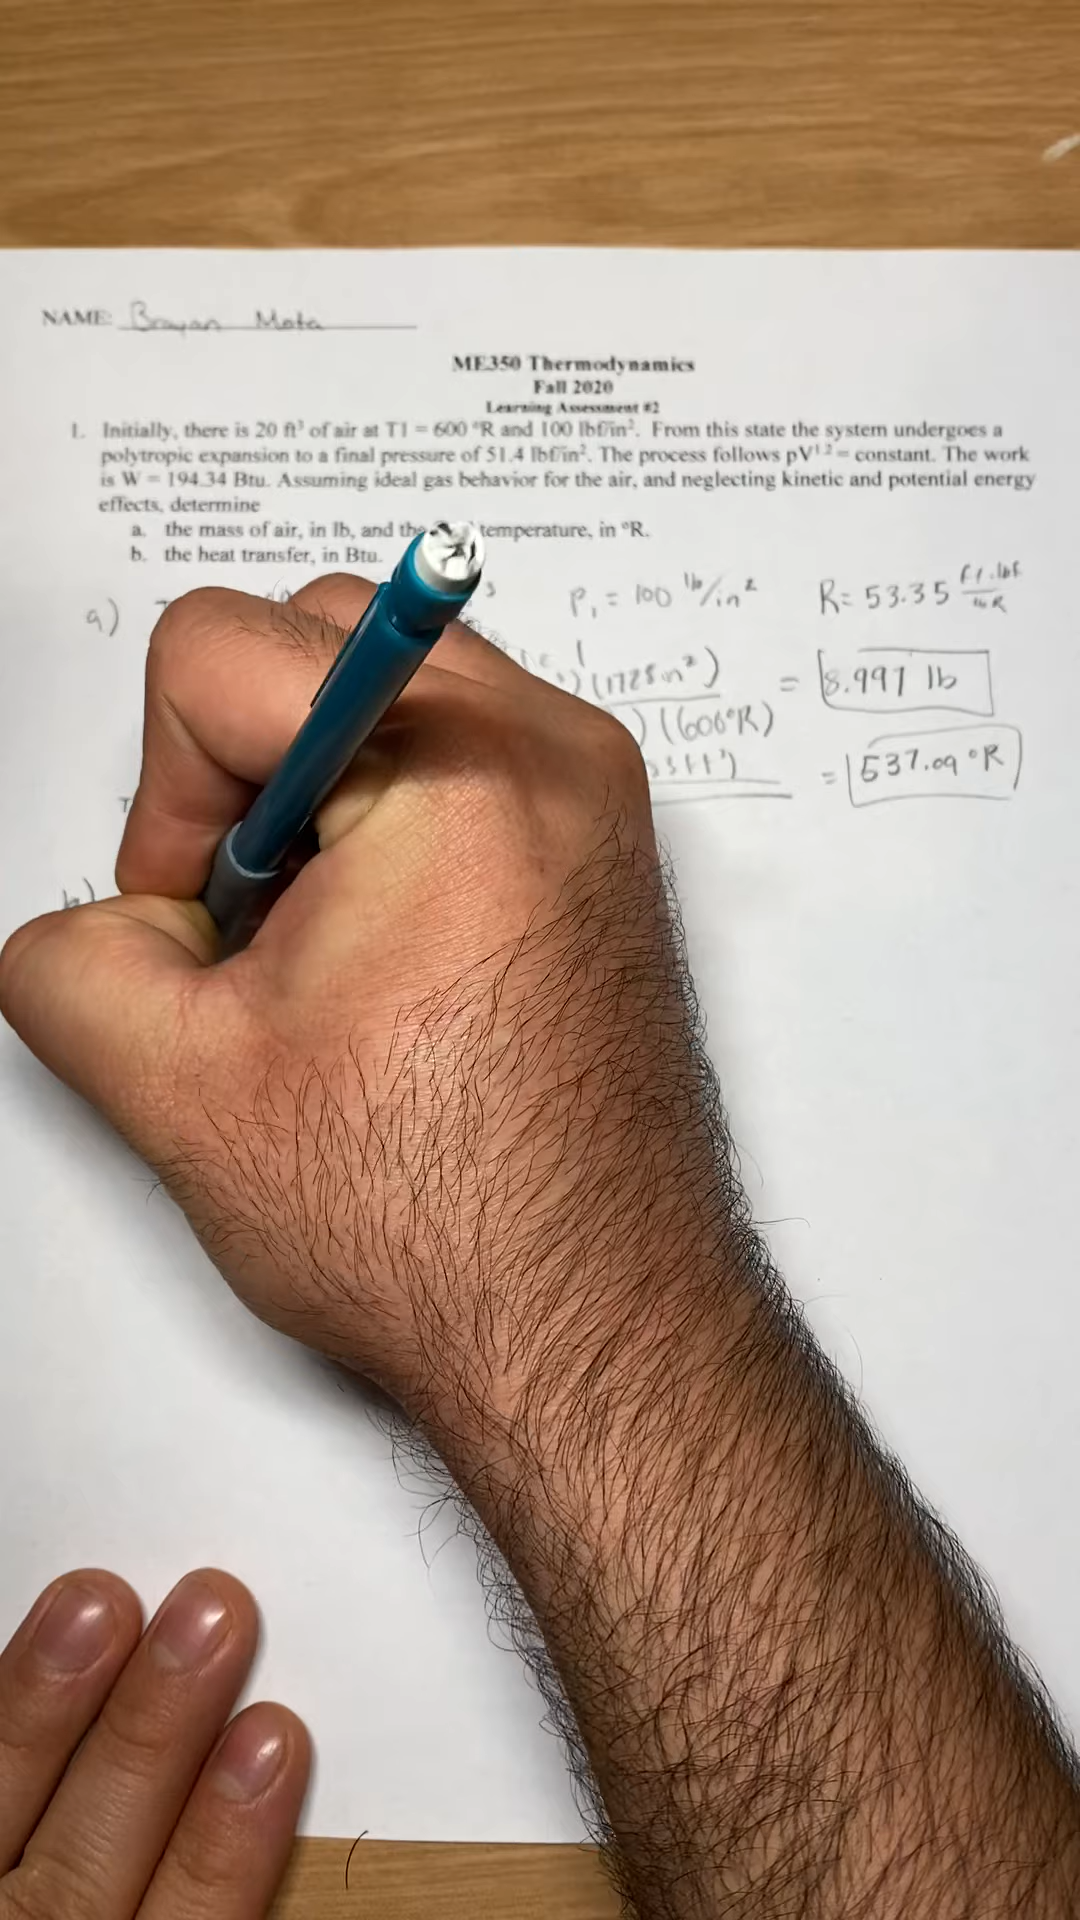 NAME: Brayan Mota
ME350 Thermodynamics
Fall 2020
Learning Assessment #2
1. Initially, there is 20 ft³ of air at T1 = 600 °R and 100 lbf/in². From this state the system undergoes a
polytropic expansion to a final pressure of 51.4 lbf/in². The process follows pV¹·² = constant. The work
is W = 194.34 Btu. Assuming ideal gas behavior for the air, and neglecting kinetic and potential energy
effects, determine
a. the mass of air, in lb, and the temperature, in °R.
b. the heat transfer, in Btu.
a) P₁ = 100 lb/in² R= 53.35 ft.lbf/lb R
(1728in²) = 8.997 lb
(600°R)
= 537.09 °R
b)